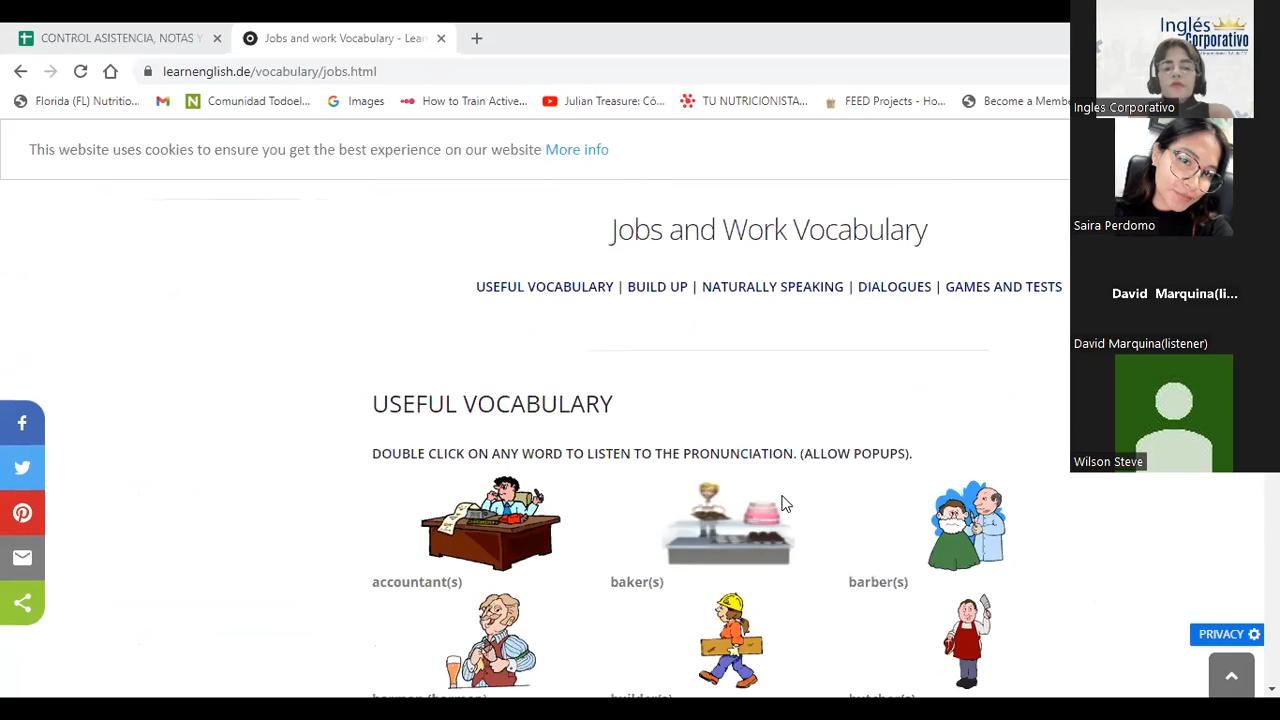 CONTROL ASISTENCIA, NOTAS Y
Jobs and work Vocabulary - Lear
learnenglish.de/vocabulary/jobs.html
Florida (FL) Nutritio...
Comunidad Todoel...
Images
How to Train Active...
Julian Treasure: Có...
TU NUTRICIONISTA...
FEED Projects - Ho...
Become a Membe
This website uses cookies to ensure you get the best experience on our website More info
Jobs and Work Vocabulary
USEFUL VOCABULARY | BUILD UP | NATURALLY SPEAKING | DIALOGUES | GAMES AND TESTS
USEFUL VOCABULARY
DOUBLE CLICK ON ANY WORD TO LISTEN TO THE PRONUNCIATION. (ALLOW POPUPS).
accountant(s)
baker(s)
barber(s)
PRIVACY
Inglés
Corporativo
Ingles Corporativo
Saira Perdomo
David Marquina(li...
David Marquina(listener)
Wilson Steve